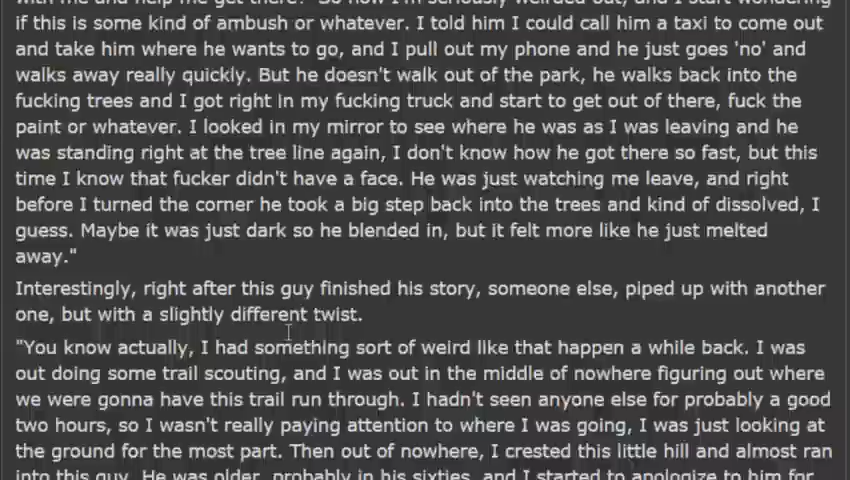 with me and help me get there?' So now I'm seriously weirded out, and I start wondering
if this is some kind of ambush or whatever. I told him I could call him a taxi to come out
and take him where he wants to go, and I pull out my phone and he just goes 'no' and
walks away really quickly. But he doesn't walk out of the park, he walks back into the
fucking trees and I got right in my fucking truck and start to get out of there, fuck the
paint or whatever. I looked in my mirror to see where he was as I was leaving and he
was standing right at the tree line again, I don't know how he got there so fast, but this
time I know that fucker didn't have a face. He was just watching me leave, and right
before I turned the corner he took a big step back into the trees and kind of dissolved, I
guess. Maybe it was just dark so he blended in, but it felt more like he just melted
away."
Interestingly, right after this guy finished his story, someone else, piped up with another
one, but with a slightly different twist.
"You know actually, I had something sort of weird like that happen a while back. I was
out doing some trail scouting, and I was out in the middle of nowhere figuring out where
we were gonna have this trail run through. I hadn't seen anyone else for probably a good
two hours, so I wasn't really paying attention to where I was going, I was just looking at
the ground for the most part. Then out of nowhere, I crested this little hill and almost ran
into this guy. He was older, probably in his sixties, and I started to apologize to him for